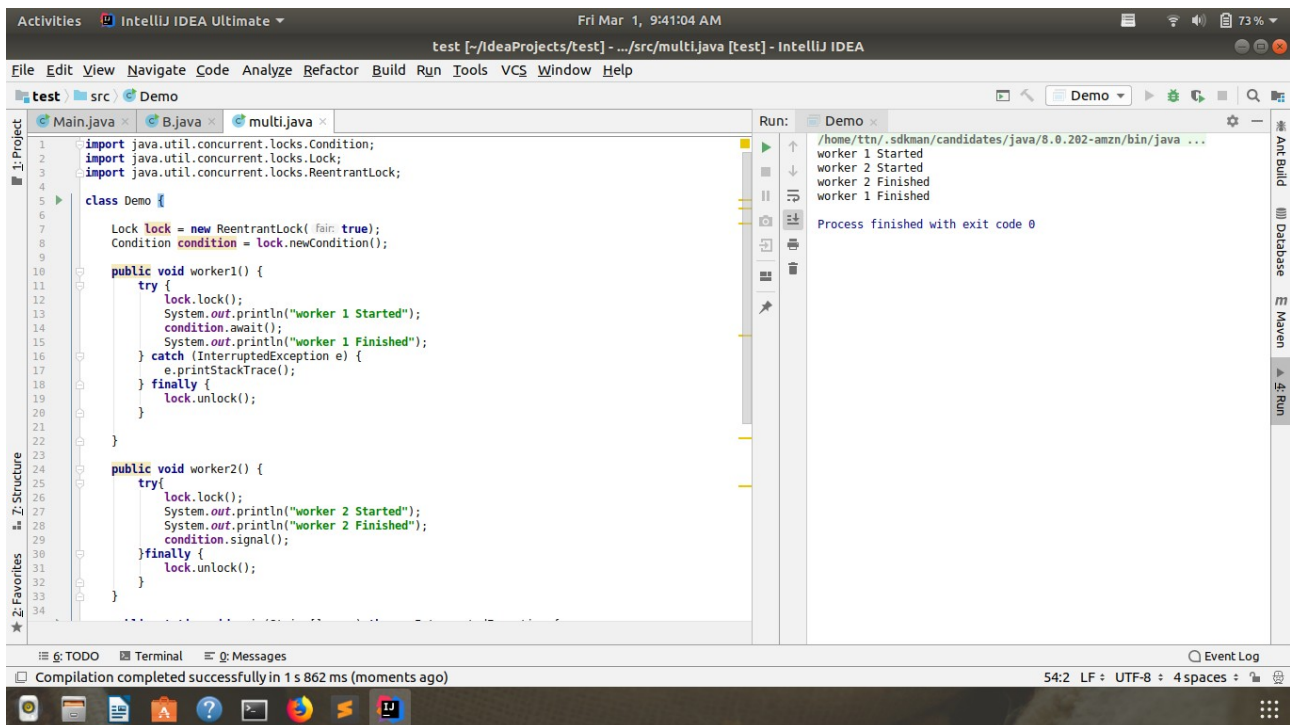 Activities IntelliJ IDEA Ultimate Fri Mar 1, 9:41:04 AM 73 %
test [~/IdeaProjects/test] - .../src/multi.java [test] - IntelliJ IDEA
File Edit View Navigate Code Analyze Refactor Build Run Tools VCS Window Help
test src Demo Demo
Main.java B.java multi.java
1 import java.util.concurrent.locks.Condition;
2 import java.util.concurrent.locks.Lock;
3 import java.util.concurrent.locks.ReentrantLock;
4
5 class Demo {
6
7 Lock lock = new ReentrantLock( fair: true);
8 Condition condition = lock.newCondition();
9
10 public void worker1() {
11 try {
12 lock.lock();
13 System.out.println("worker 1 Started");
14 condition.await();
15 System.out.println("worker 1 Finished");
16 } catch (InterruptedException e) {
17 e.printStackTrace();
18 } finally {
19 lock.unlock();
20 }
21
22 }
23
24 public void worker2() {
25 try{
26 lock.lock();
27 System.out.println("worker 2 Started");
28 System.out.println("worker 2 Finished");
29 condition.signal();
30 }finally {
31 lock.unlock();
32 }
33 }
34
Run: Demo
/home/ttn/.sdkman/candidates/java/8.0.202-amzn/bin/java ...
worker 1 Started
worker 2 Started
worker 2 Finished
worker 1 Finished
Process finished with exit code 0
1: Project
7: Structure
2: Favorites
Ant Build
Database
m Maven
4: Run
6: TODO Terminal 0: Messages Event Log
Compilation completed successfully in 1 s 862 ms (moments ago) 54:2 LF UTF-8 4 spaces